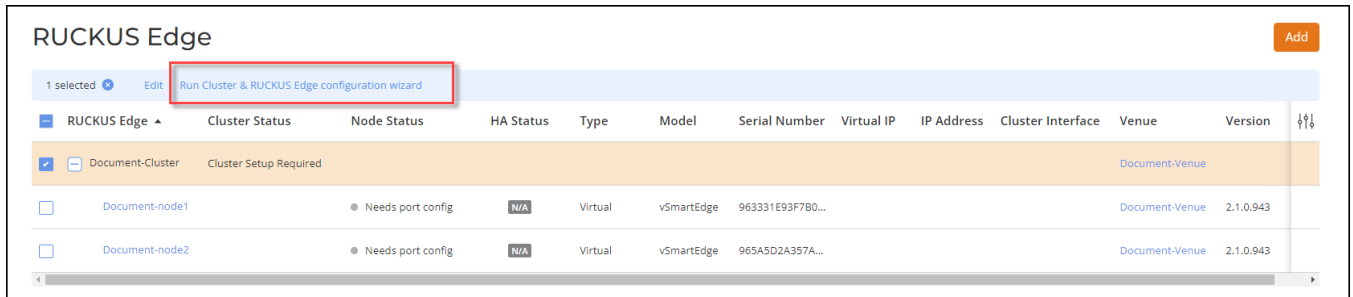 RUCKUS Edge
Add
1 selected Edit Run Cluster & RUCKUS Edge configuration wizard
RUCKUS Edge Cluster Status Node Status HA Status Type Model Serial Number Virtual IP IP Address Cluster Interface Venue Version
Document-Cluster Cluster Setup Required Document-Venue
Document-node1 Needs port config N/A Virtual vSmartEdge 963331E93F7B0... Document-Venue 2.1.0.943
Document-node2 Needs port config N/A Virtual vSmartEdge 965A5D2A357A... Document-Venue 2.1.0.943